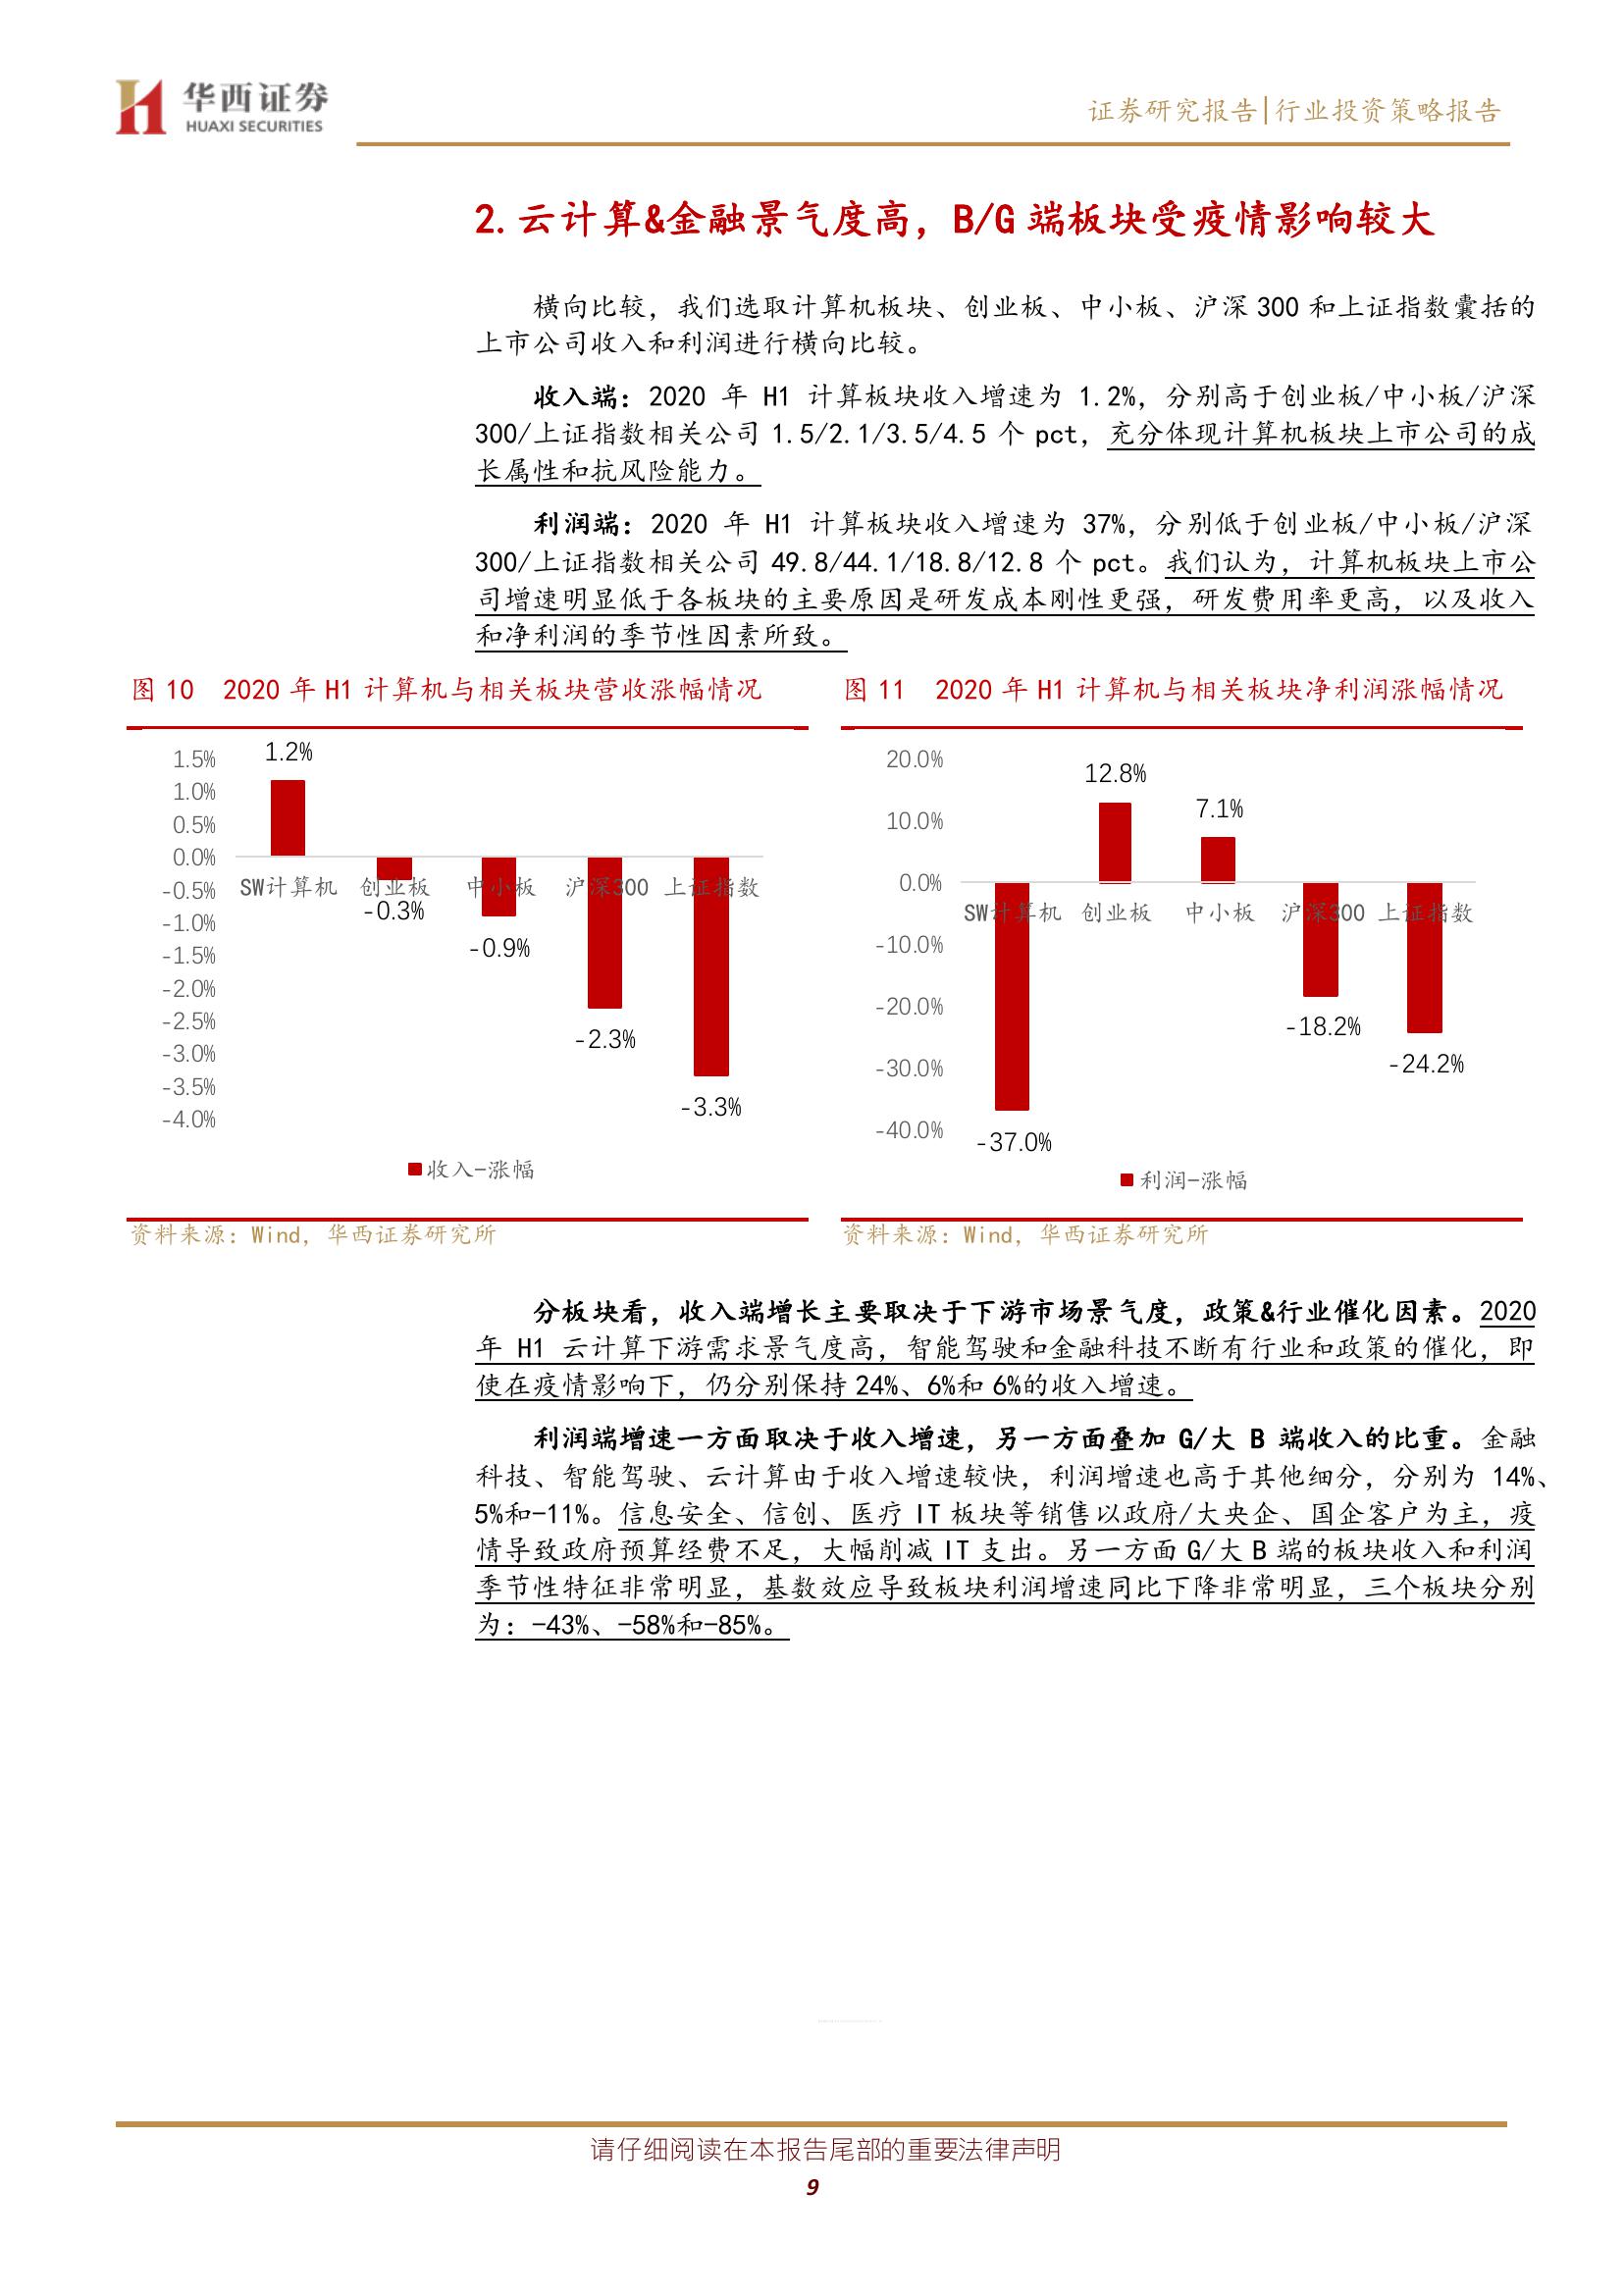 华西证券
HUAXI SECURITIES
证券研究报告|行业投资策略报告
2.云计算&金融景气度高，B/G 端板块受疫情影响较大
横向比较，我们选取计算机板块、创业板、中小板、沪深 300 和上证指数囊括的
上市公司收入和利润进行横向比较。
收入端：2020 年 H1 计算板块收入增速为 1.2%，分别高于创业板/中小板/沪深
300/上证指数相关公司 1.5/2.1/3.5/4.5 个 pct，充分体现计算机板块上市公司的成
长属性和抗风险能力。
利润端：2020 年 H1 计算板块收入增速为 37%，分别低于创业板/中小板/沪深
300/上证指数相关公司 49.8/44.1/18.8/12.8 个 pct。我们认为，计算机板块上市公
司增速明显低于各板块的主要原因是研发成本刚性更强，研发费用率更高，以及收入
和净利润的季节性因素所致。
图 10 2020 年 H1 计算机与相关板块营收涨幅情况
1.5%
1.0%
0.5%
0.0%
-0.5%
-1.0%
-1.5%
-2.0%
-2.5%
-3.0%
-3.5%
-4.0%
1.2%
-0.3%
-0.9%
-2.3%
-3.3%
SW计算机 创业板 中小板 沪深300 上证指数
收入-涨幅
资料来源：Wind，华西证券研究所
图 11 2020 年 H1 计算机与相关板块净利润涨幅情况
20.0%
10.0%
0.0%
-10.0%
-20.0%
-30.0%
-40.0%
-37.0%
12.8%
7.1%
-18.2%
-24.2%
SW计算机 创业板 中小板 沪深300 上证指数
利润-涨幅
资料来源：Wind，华西证券研究所
分板块看，收入端增长主要取决于下游市场景气度，政策&行业催化因素。2020
年 H1 云计算下游需求景气度高，智能驾驶和金融科技不断有行业和政策的催化，即
使在疫情影响下，仍分别保持 24%、6%和 6%的收入增速。
利润端增速一方面取决于收入增速，另一方面叠加 G/大 B 端收入的比重。金融
科技、智能驾驶、云计算由于收入增速较快，利润增速也高于其他细分，分别为 14%、
5%和-11%。信息安全、信创、医疗 IT 板块等销售以政府/大央企、国企客户为主，疫
情导致政府预算经费不足，大幅削减 IT 支出。另一方面 G/大 B 端的板块收入和利润
季节性特征非常明显，基数效应导致板块利润增速同比下降非常明显，三个板块分别
为：-43%、-58%和-85%。
请仔细阅读在本报告尾部的重要法律声明
9